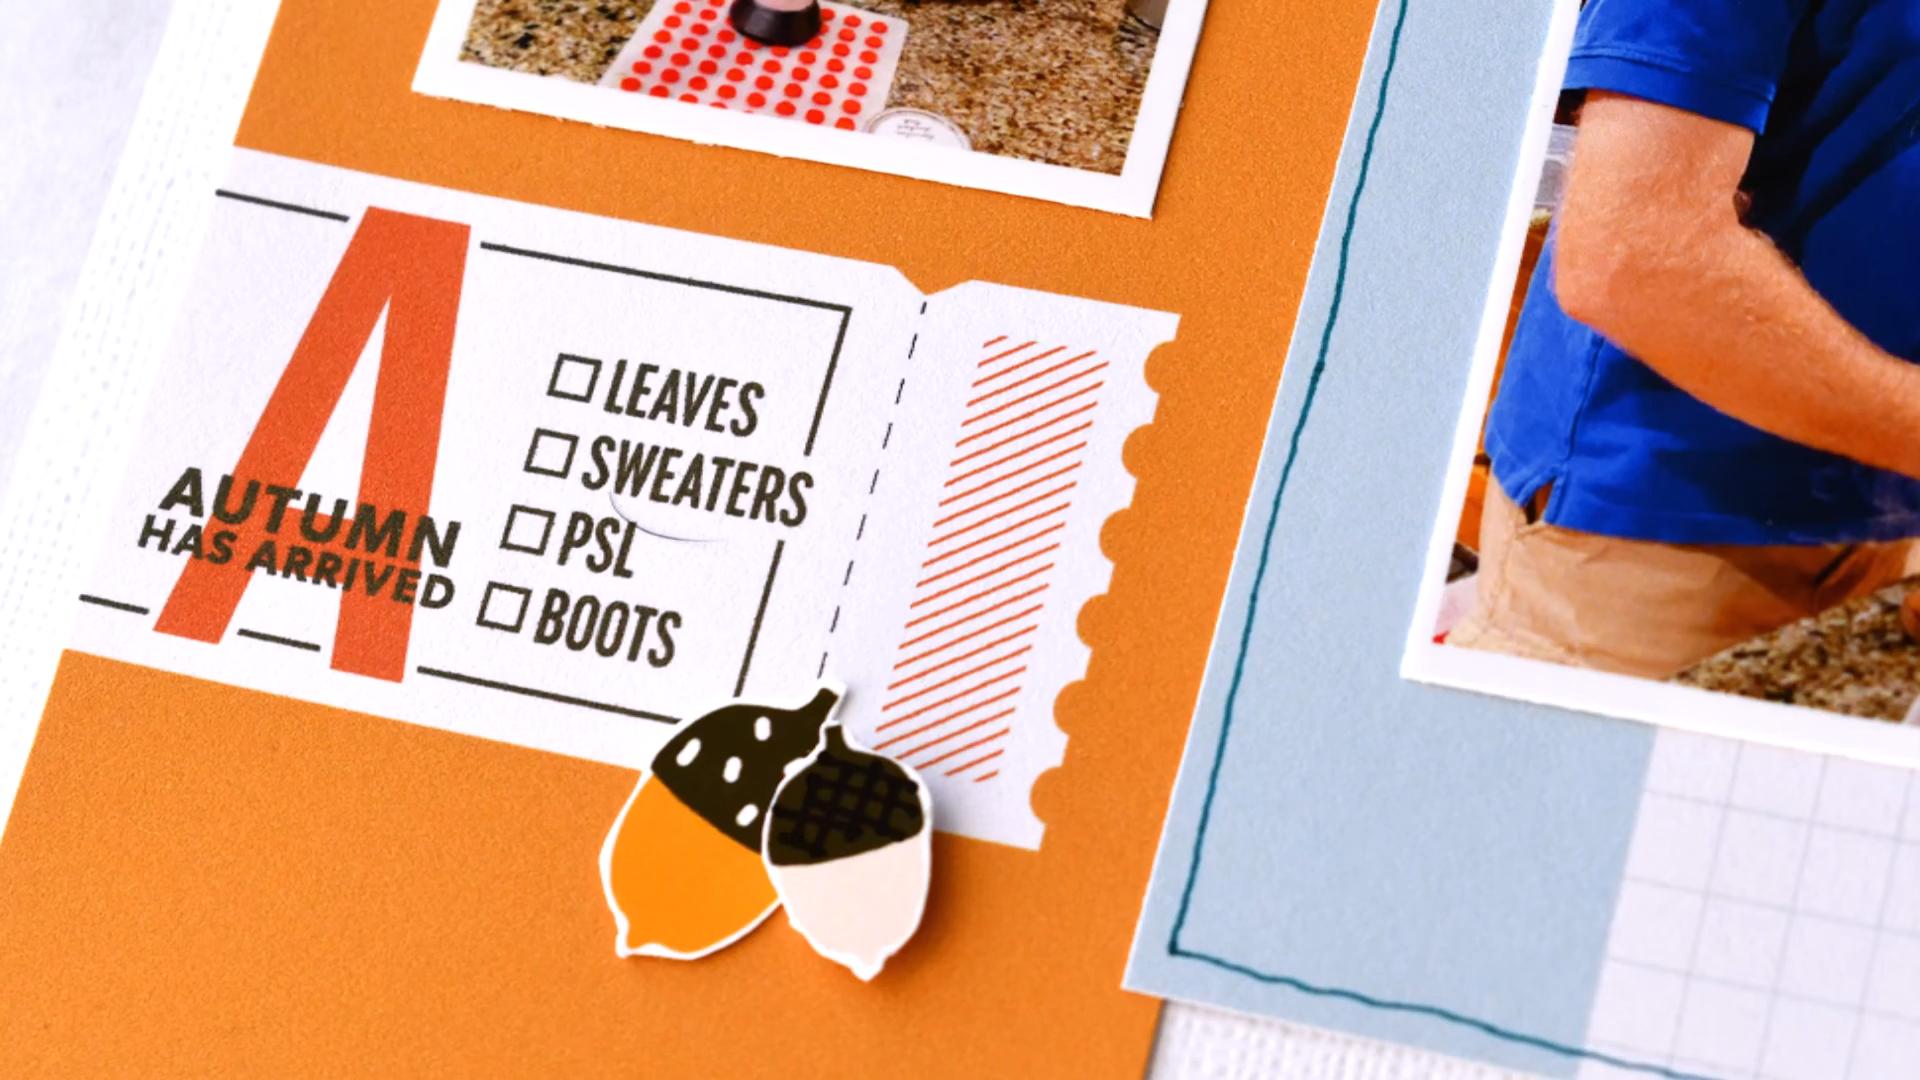 A
AUTUMN
HAS ARRIVED
LEAVES
SWEATERS
PSL
BOOTS